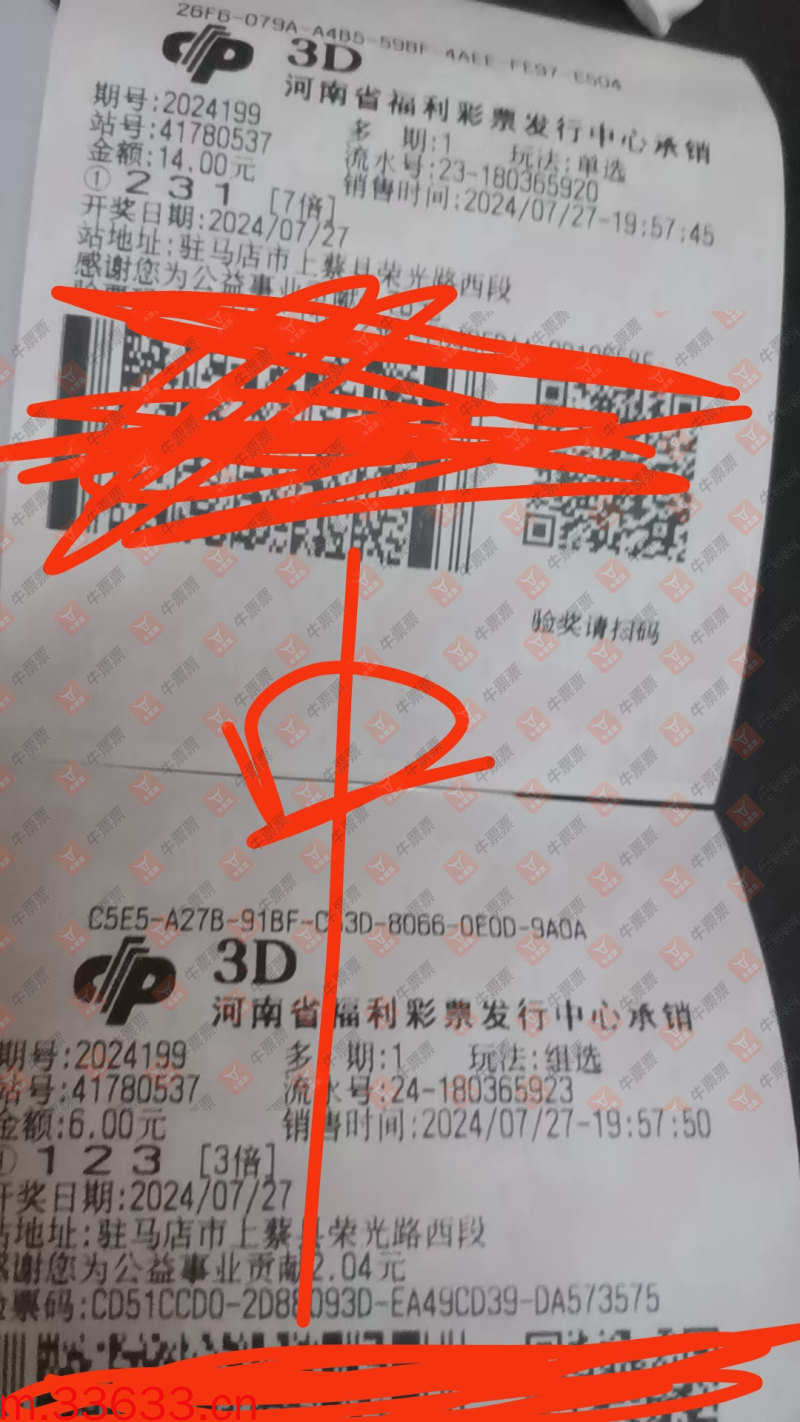 26F6-079A-A4B5-59BF-4AEE-FE97-E504
3D
河南省福利彩票发行中心承销
期号:2024199 多 期:1 玩法:单选
站号:41780537 流水号:23-180365920
金额:14.00元 销售时间:2024/07/27-19:57:45
① 2 3 1 [7倍]
开奖日期:2024/07/27
站地址:驻马店市上蔡县荣光路西段
感谢您为公益事业
验奖请扫码
C5E5-A27B-91BF-C63D-8066-0E0D-9A0A
3D
河南省福利彩票发行中心承销
期号:2024199 多 期:1 玩法:组选
站号:41780537 流水号:24-180365923
金额:6.00元 销售时间:2024/07/27-19:57:50
① 1 2 3 [3倍]
开奖日期:2024/07/27
站地址:驻马店市上蔡县荣光路西段
感谢您为公益事业贡献2.04元
验票码:CD51CCD0-2D88093D-EA49CD39-DA573575
m.33633.cn
牛票票